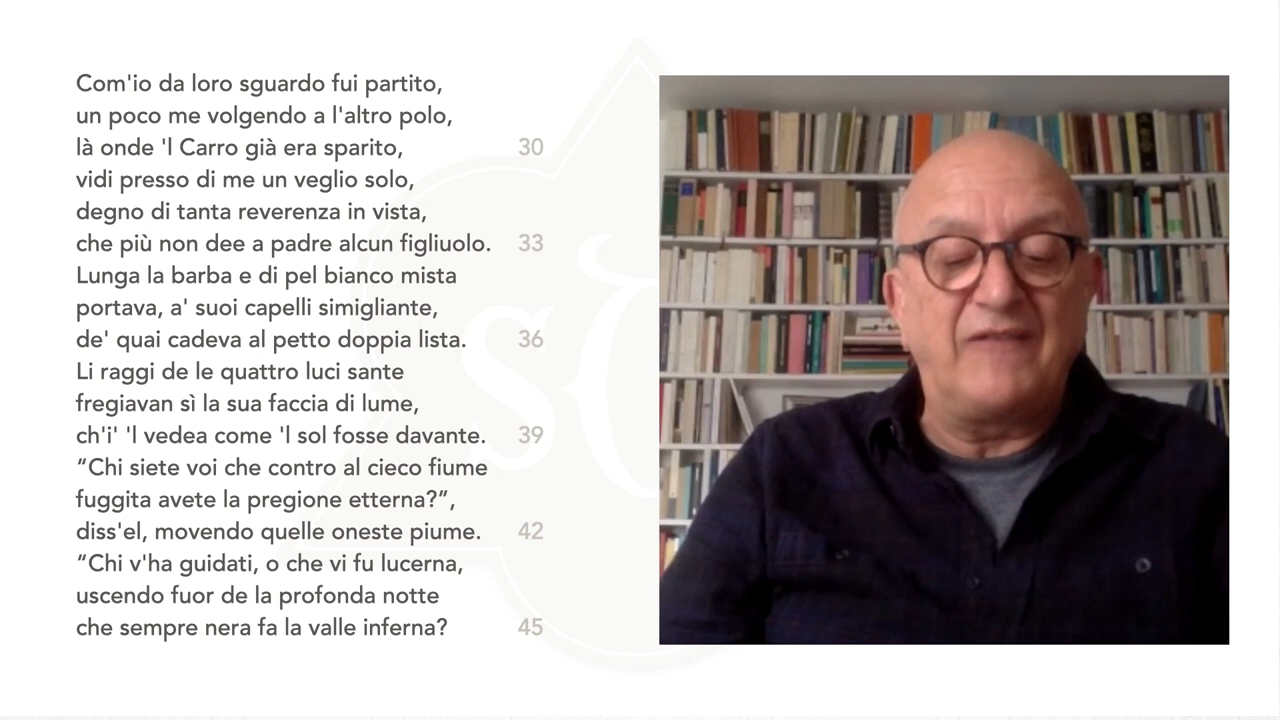 Com'io da loro sguardo fui partito,
un poco me volgendo a l'altro polo,
là onde 'l Carro già era sparito, 30
vidi presso di me un veglio solo,
degno di tanta reverenza in vista,
che più non dee a padre alcun figliuolo. 33
Lunga la barba e di pel bianco mista
portava, a' suoi capelli simigliante,
de' quai cadeva al petto doppia lista. 36
Li raggi de le quattro luci sante
fregiavan sì la sua faccia di lume,
ch'i' 'l vedea come 'l sol fosse davante. 39
“Chi siete voi che contro al cieco fiume
fuggita avete la pregione etterna?”,
diss'el, movendo quelle oneste piume. 42
“Chi v'ha guidati, o che vi fu lucerna,
uscendo fuor de la profonda notte
che sempre nera fa la valle inferna? 45